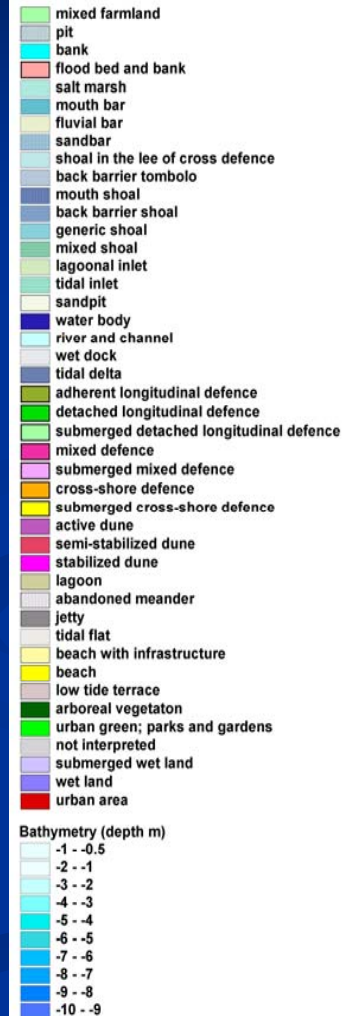 mixed farmland
pit
bank
flood bed and bank
salt marsh
mouth bar
fluvial bar
sandbar
shoal in the lee of cross defence
back barrier tombolo
mouth shoal
back barrier shoal
generic shoal
mixed shoal
lagoonal inlet
tidal inlet
sandpit
water body
river and channel
wet dock
tidal delta
adherent longitudinal defence
detached longitudinal defence
submerged detached longitudinal defence
mixed defence
submerged mixed defence
cross-shore defence
submerged cross-shore defence
active dune
semi-stabilized dune
stabilized dune
lagoon
abandoned meander
jetty
tidal flat
beach with infrastructure
beach
low tide terrace
arboreal vegetaton
urban green; parks and gardens
not interpreted
submerged wet land
wet land
urban area
Bathymetry (depth m)
-1 - -0.5
-2 - -1
-3 - -2
-4 - -3
-5 - -4
-6 - -5
-7 - -6
-8 - -7
-9 - -8
-10 - -9